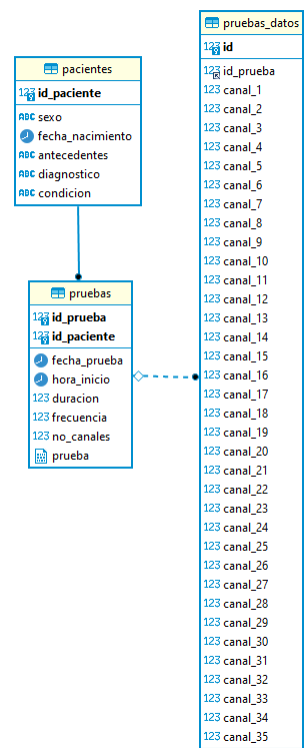 pacientes
123 id_paciente
ABC sexo
fecha_nacimiento
ABC antecedentes
ABC diagnostico
ABC condicion
pruebas
123 id_prueba
123 id_paciente
fecha_prueba
hora_inicio
123 duracion
123 frecuencia
123 no_canales
prueba
pruebas_datos
123 id
123 id_prueba
123 canal_1
123 canal_2
123 canal_3
123 canal_4
123 canal_5
123 canal_6
123 canal_7
123 canal_8
123 canal_9
123 canal_10
123 canal_11
123 canal_12
123 canal_13
123 canal_14
123 canal_15
123 canal_16
123 canal_17
123 canal_18
123 canal_19
123 canal_20
123 canal_21
123 canal_22
123 canal_23
123 canal_24
123 canal_25
123 canal_26
123 canal_27
123 canal_28
123 canal_29
123 canal_30
123 canal_31
123 canal_32
123 canal_33
123 canal_34
123 canal_35